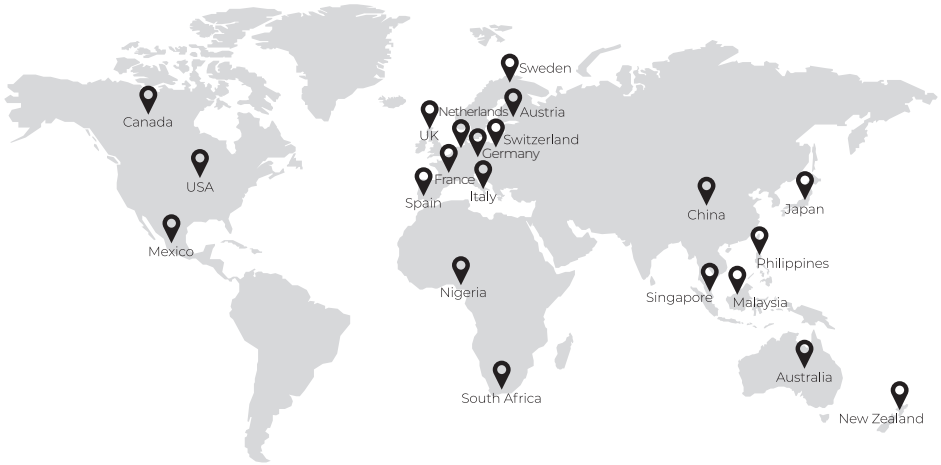 Sweden
Canada
Netherlands
Austria
UK
Switzerland
Germany
France
USA
Italy
Spain
Japan
China
Mexico
Philippines
Nigeria
Singapore
Malaysia
Australia
South Africa
New Zealand